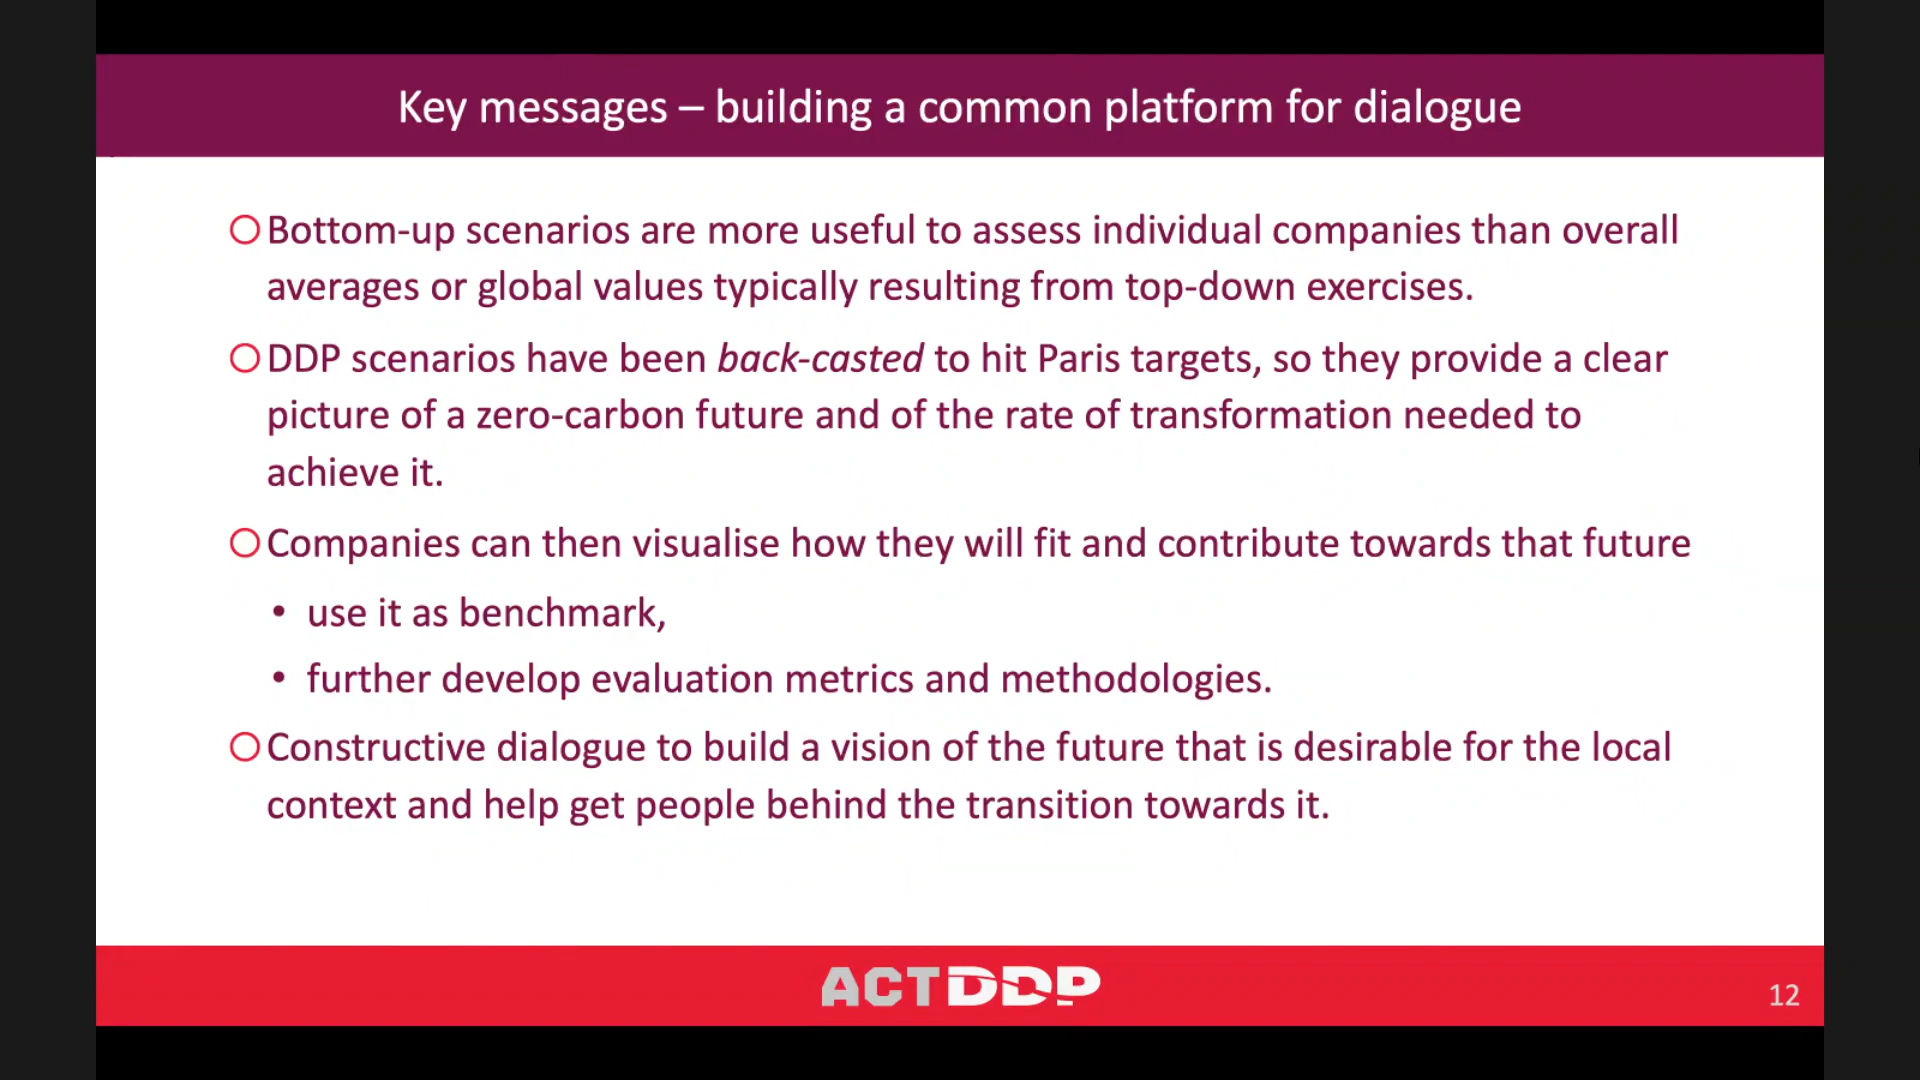 Key messages – building a common platform for dialogue
Bottom-up scenarios are more useful to assess individual companies than overall
averages or global values typically resulting from top-down exercises.
DDP scenarios have been back-casted to hit Paris targets, so they provide a clear
picture of a zero-carbon future and of the rate of transformation needed to
achieve it.
Companies can then visualise how they will fit and contribute towards that future
• use it as benchmark,
• further develop evaluation metrics and methodologies.
Constructive dialogue to build a vision of the future that is desirable for the local
context and help get people behind the transition towards it.
ACTDDP
12